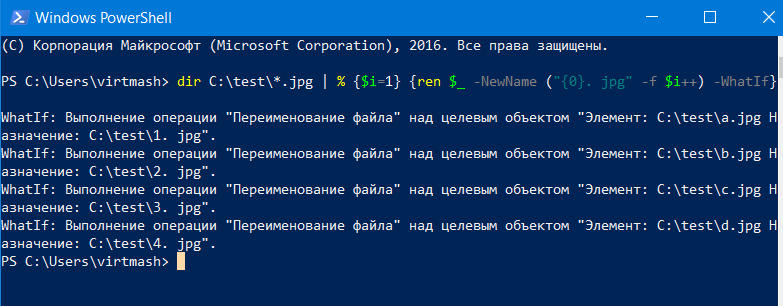 Windows PowerShell
(C) Корпорация Майкрософт (Microsoft Corporation), 2016. Все права защищены.
PS C:\Users\virtmash> dir C:\test\*.jpg | % {$i=1} {ren $_ -NewName ("{0}. jpg" -f $i++) -WhatIf}
WhatIf: Выполнение операции "Переименование файла" над целевым объектом "Элемент: C:\test\a.jpg Н
азначение: C:\test\1. jpg".
WhatIf: Выполнение операции "Переименование файла" над целевым объектом "Элемент: C:\test\b.jpg Н
азначение: C:\test\2. jpg".
WhatIf: Выполнение операции "Переименование файла" над целевым объектом "Элемент: C:\test\c.jpg Н
азначение: C:\test\3. jpg".
WhatIf: Выполнение операции "Переименование файла" над целевым объектом "Элемент: C:\test\d.jpg Н
азначение: C:\test\4. jpg".
PS C:\Users\virtmash>